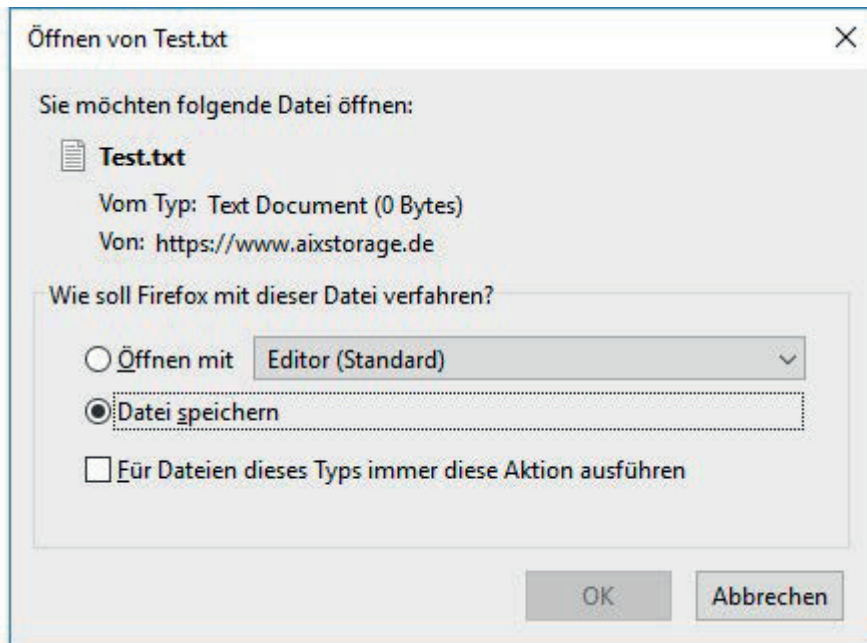 Öffnen von Test.txt
Sie möchten folgende Datei öffnen:
Test.txt
Vom Typ: Text Document (0 Bytes)
Von: https://www.aixstorage.de
Wie soll Firefox mit dieser Datei verfahren?
Öffnen mit Editor (Standard)
Datei speichern
Für Dateien dieses Typs immer diese Aktion ausführen
OK Abbrechen